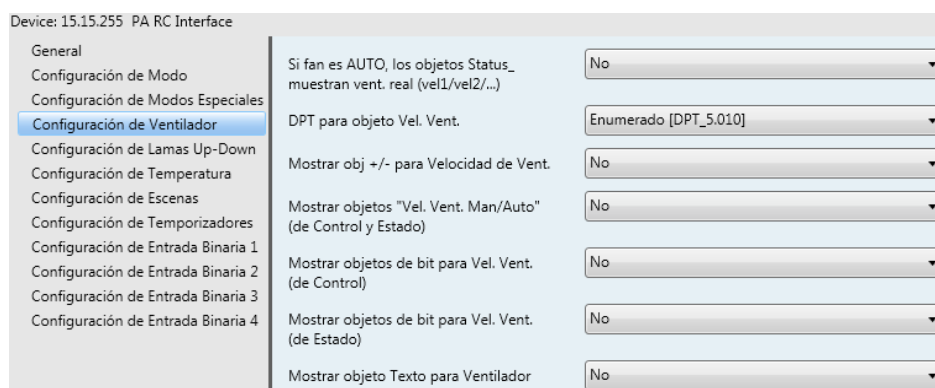 Device: 15.15.255  PA RC Interface
General
Configuración de Modo
Configuración de Modos Especiales
Configuración de Ventilador
Configuración de Lamas Up-Down
Configuración de Temperatura
Configuración de Escenas
Configuración de Temporizadores
Configuración de Entrada Binaria 1
Configuración de Entrada Binaria 2
Configuración de Entrada Binaria 3
Configuración de Entrada Binaria 4
Si fan es AUTO, los objetos Status_
muestran vent. real (vel1/vel2/...)
No
DPT para objeto Vel. Vent.
Enumerado [DPT_5.010]
Mostrar obj +/- para Velocidad de Vent.
No
Mostrar objetos "Vel. Vent. Man/Auto"
(de Control y Estado)
No
Mostrar objetos de bit para Vel. Vent.
(de Control)
No
Mostrar objetos de bit para Vel. Vent.
(de Estado)
No
Mostrar objeto Texto para Ventilador
No